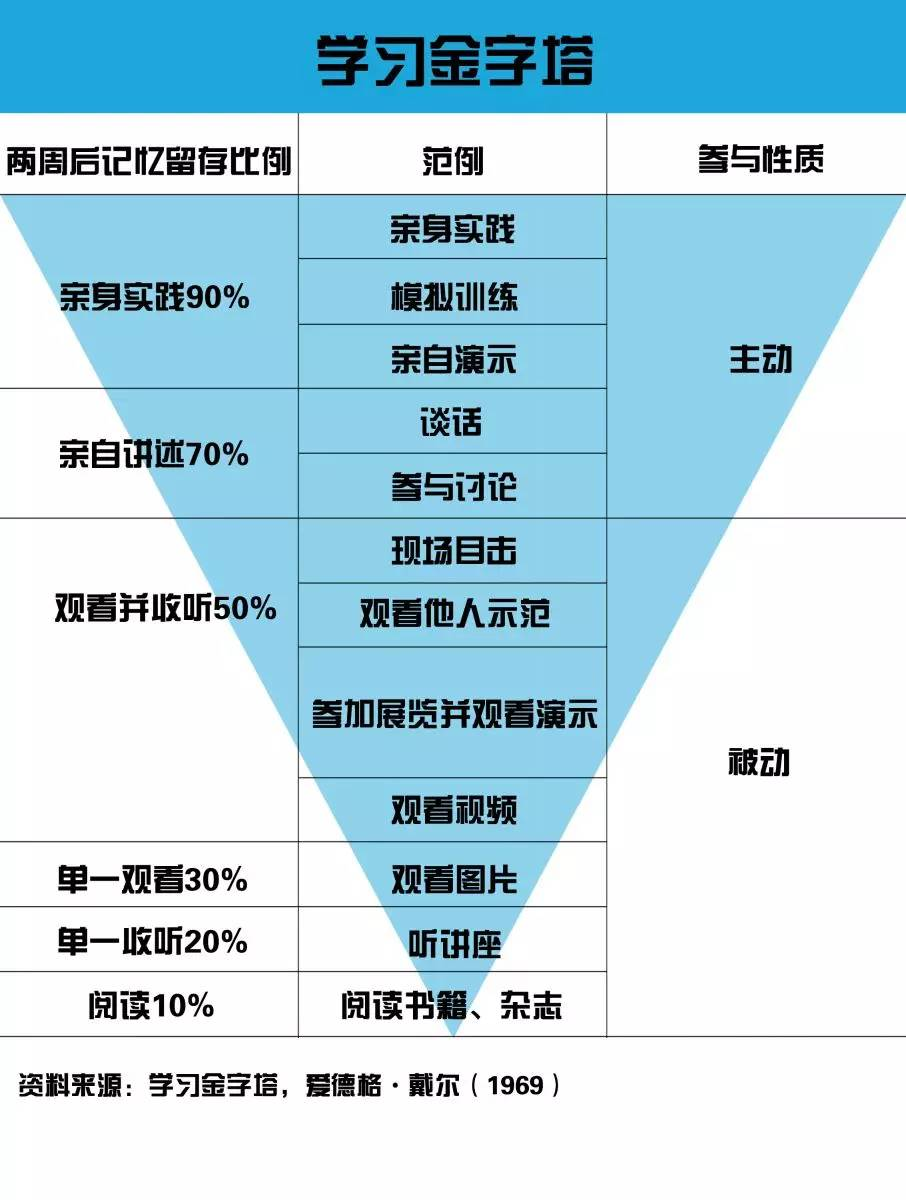 学习金字塔
两周后记忆留存比例
范例
参与性质
亲身实践90%
亲身实践
模拟训练
亲自演示
主动
亲自讲述70%
谈话
参与讨论
观看并收听50%
现场目击
观看他人示范
参加展览并观看演示
观看视频
被动
单一观看30%
观看图片
单一收听20%
听讲座
阅读10%
阅读书籍、杂志
资料来源：学习金字塔，爱德格·戴尔（1969）